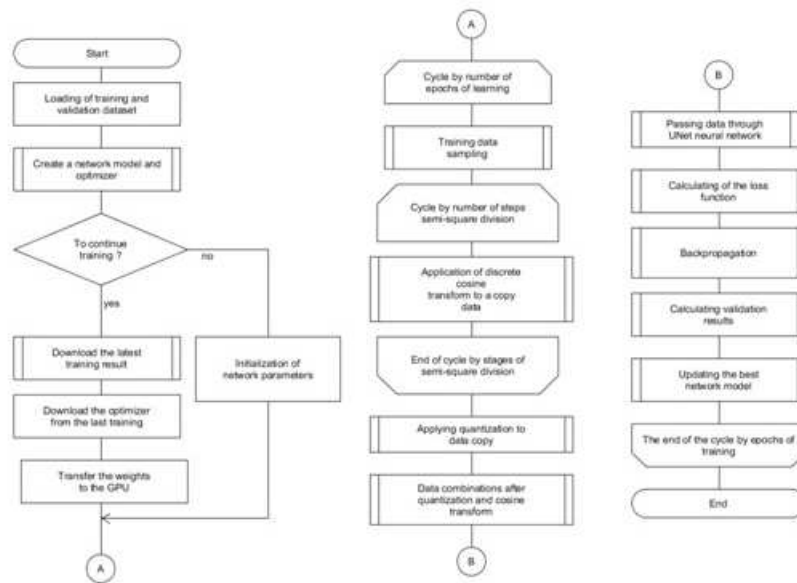 Start
Loading of training and
validation dataset
Create a network model and
optimizer
To continue
training ?
no
yes
Download the latest
training result
Initialization of
network parameters
Download the optimizer
from the last training
Transfer the weights
to the GPU
A
A
Cycle by number of
epochs of learning
Training data
sampling
Cycle by number of steps
semi-square division
Application of discrete
cosine
transform to a copy
data
End of cycle by stages of
semi-square division
Applying quantization to
data copy
Data combinations after
quantization and cosine
transform
B
B
Passing data through
UNet neural network
Calculating of the loss
function
Backpropagation
Calculating validation
results
Updating the best
network model
The end of the cycle by epochs of
training
End